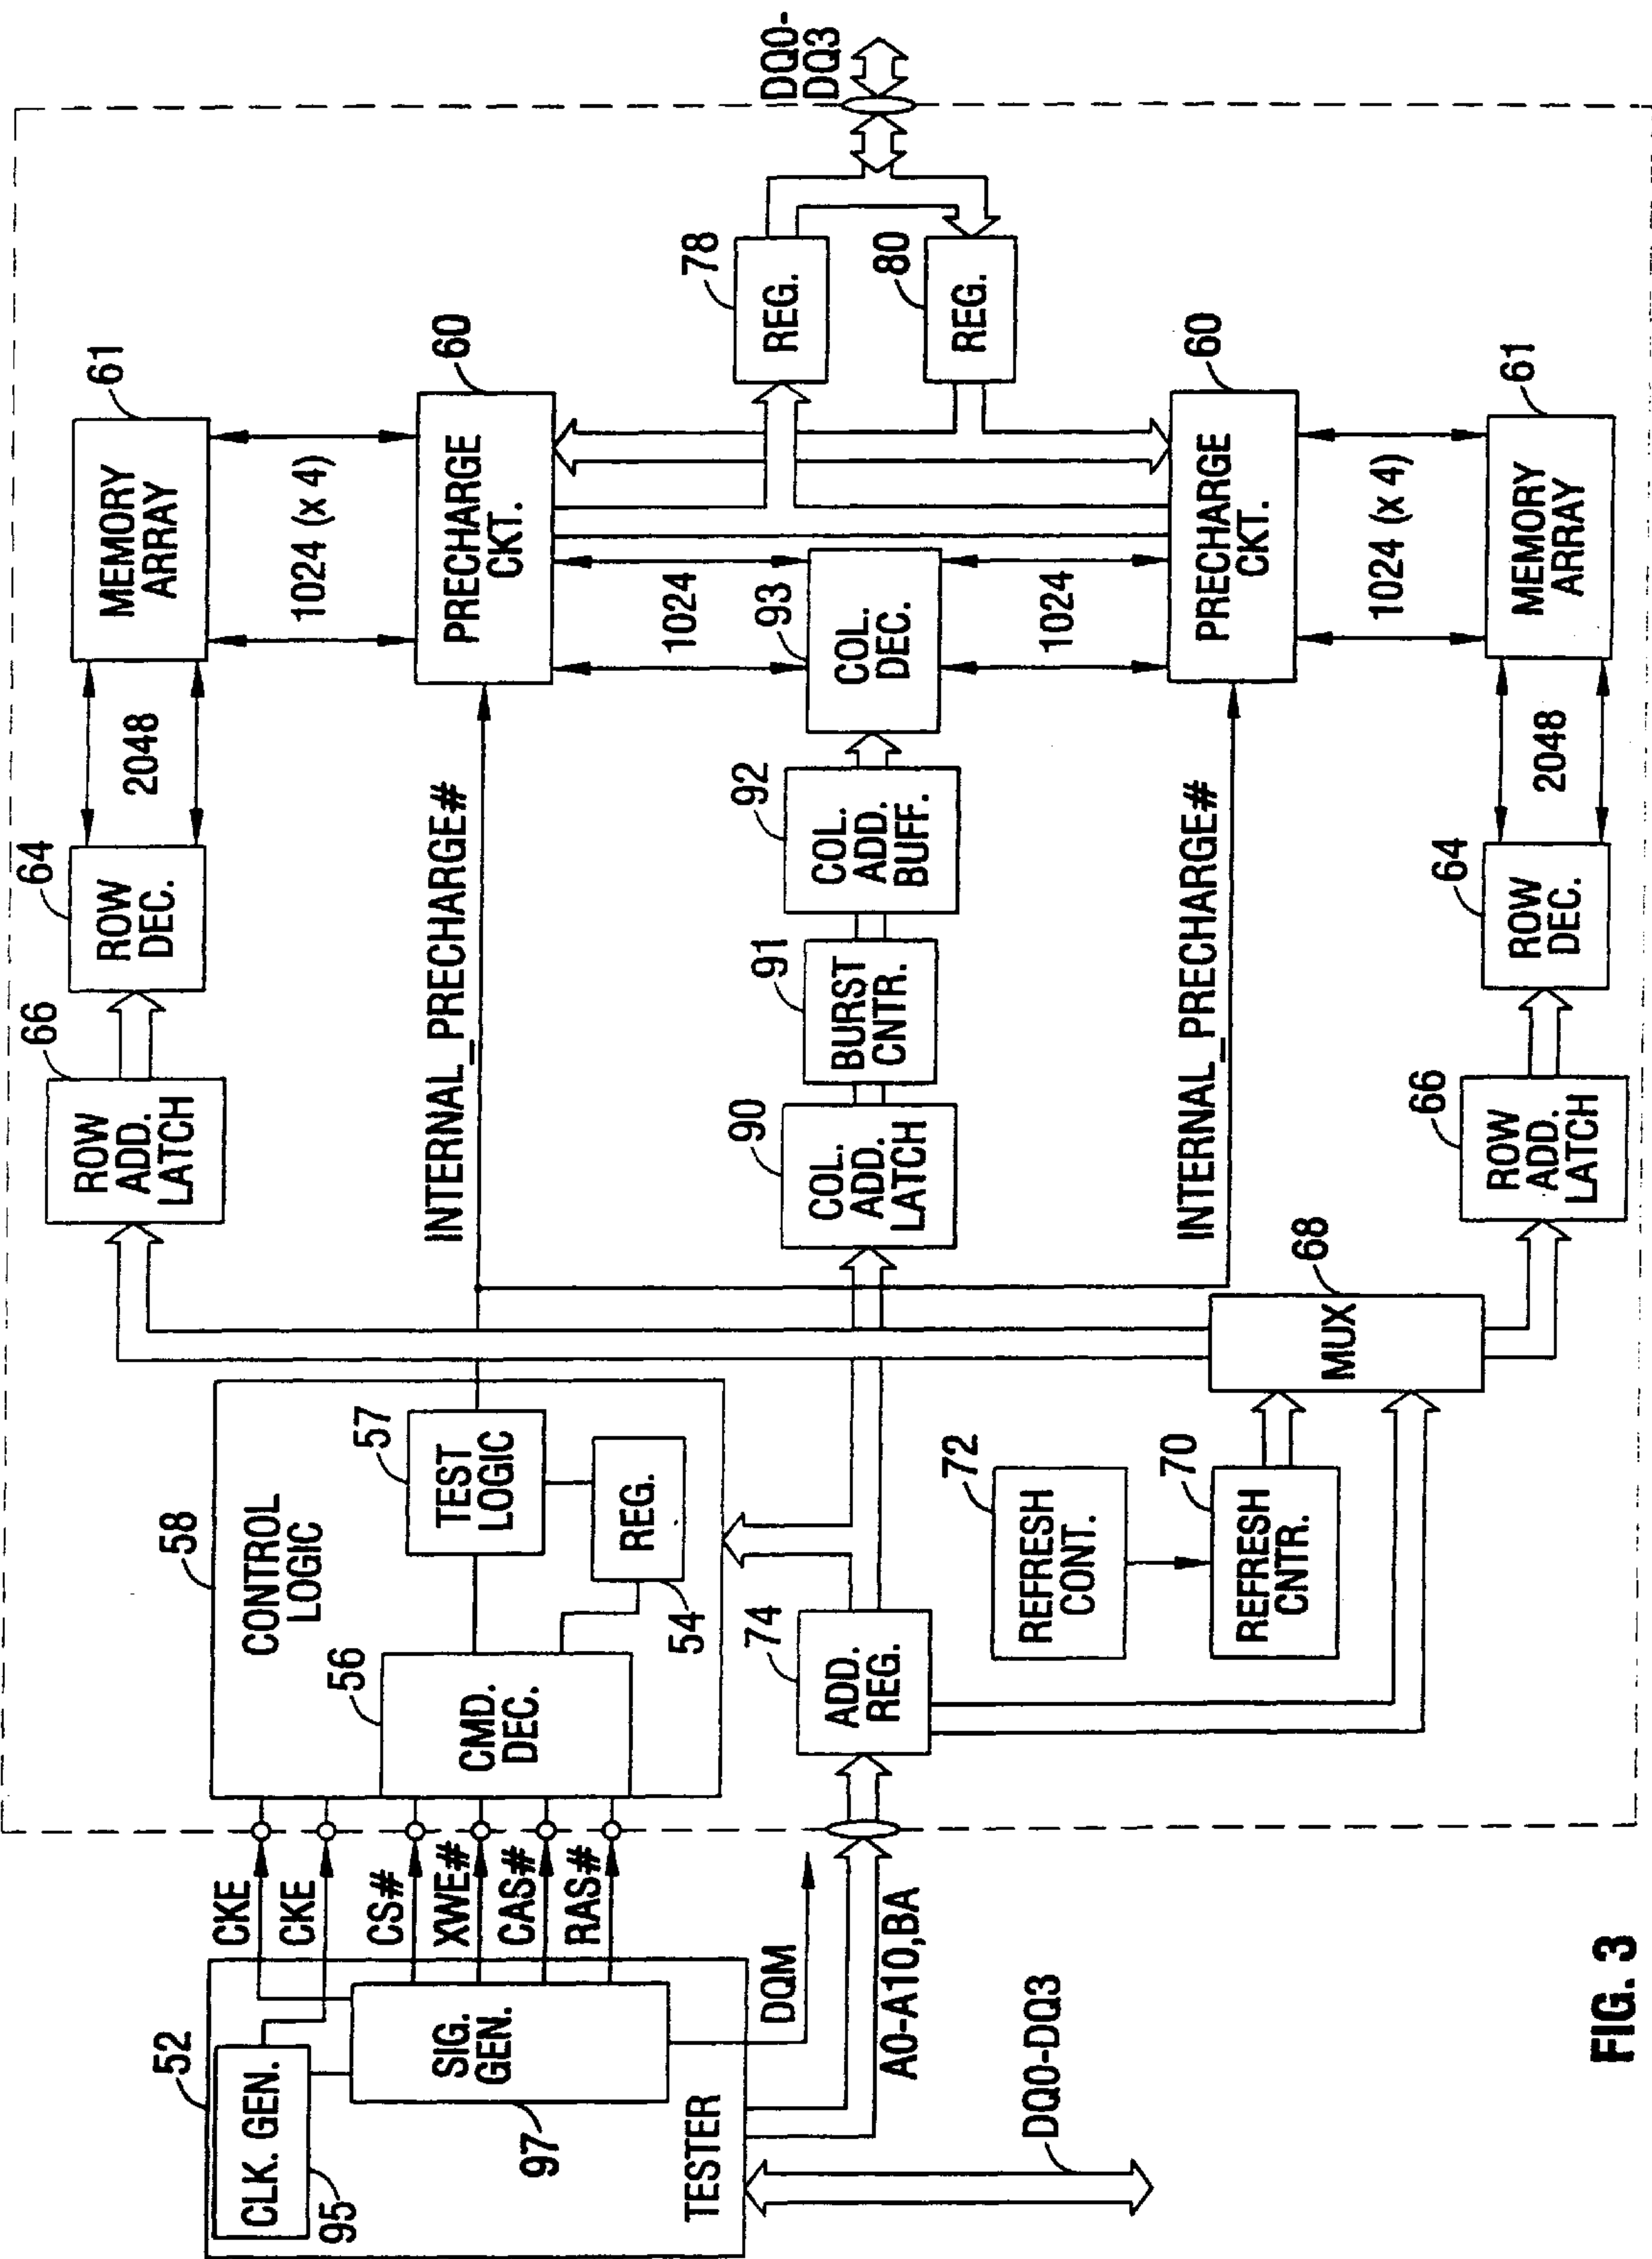 52
CLK. GEN.
95
SIG.
GEN.
97
TESTER
CKE
CKE
CS#
XWE#
CAS#
RAS#
DQM
A0-A10,BA
DQ0-DQ3
58
CONTROL
LOGIC
56
CMD.
DEC.
57
TEST
LOGIC
REG.
54
74
ADD.
REG.
72
REFRESH
CONT.
70
REFRESH
CNTR.
68
MUX
66
ROW
ADD.
LATCH
64
ROW
DEC.
2048
61
MEMORY
ARRAY
1024 (x 4)
INTERNAL_PRECHARGE#
60
PRECHARGE
CKT.
1024
90
COL.
ADD.
LATCH
91
BURST
CNTR.
92
COL.
ADD.
BUFF.
93
COL.
DEC.
1024
INTERNAL_PRECHARGE#
60
PRECHARGE
CKT.
1024 (x 4)
66
ROW
ADD.
LATCH
64
ROW
DEC.
2048
61
MEMORY
ARRAY
78
REG.
80
REG.
DQ0-
DQ3
FIG. 3